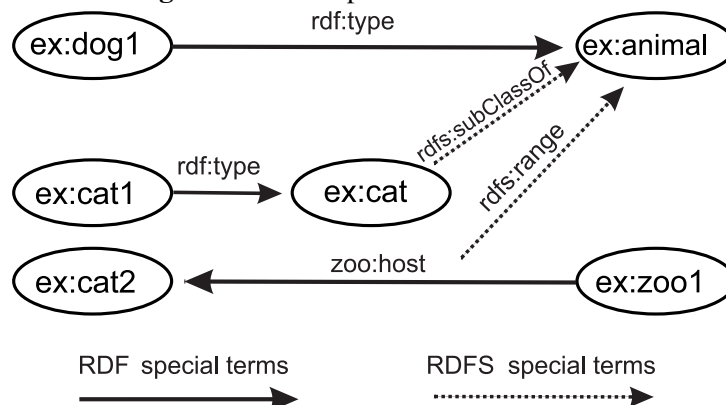 rdf:type
ex:dog1
ex:animal
rdfs:subClassOf
rdfs:range
rdf:type
ex:cat1
ex:cat
zoo:host
ex:cat2
ex:zoo1
RDF special terms
RDFS special terms